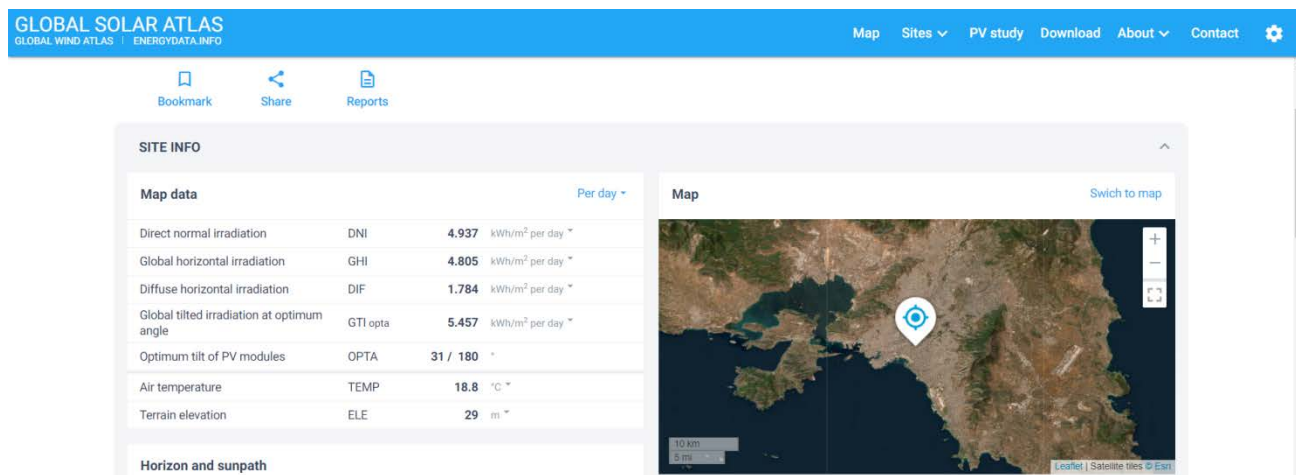 GLOBAL SOLAR ATLAS
GLOBAL WIND ATLAS | ENERGYDATA.INFO
Map Sites PV study Download About Contact
Bookmark Share Reports
SITE INFO
Map data Per day
Direct normal irradiation DNI 4.937 kWh/m² per day
Global horizontal irradiation GHI 4.805 kWh/m² per day
Diffuse horizontal irradiation DIF 1.784 kWh/m² per day
Global tilted irradiation at optimum
angle GTI opta 5.457 kWh/m² per day
Optimum tilt of PV modules OPTA 31 / 180 °
Air temperature TEMP 18.8 °C
Terrain elevation ELE 29 m
Horizon and sunpath
Map Swich to map
+
−
10 km
5 mi
Leaflet | Satellite tiles © Esri